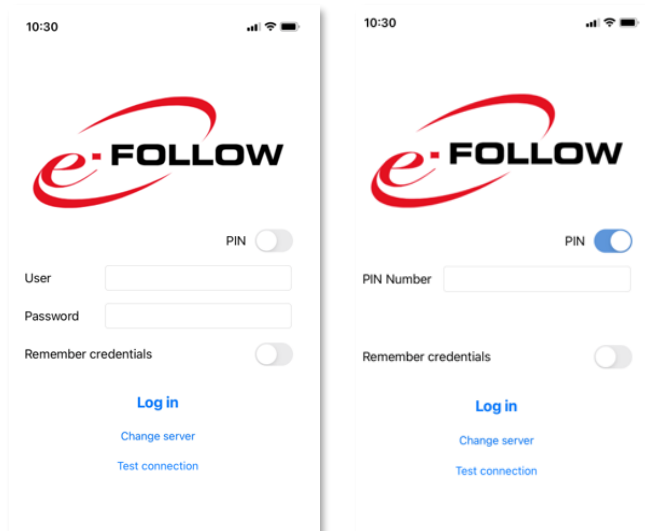 10:30
e-FOLLOW
PIN
User
Password
Remember credentials
Log in
Change server
Test connection
10:30
e-FOLLOW
PIN
PIN Number
Remember credentials
Log in
Change server
Test connection